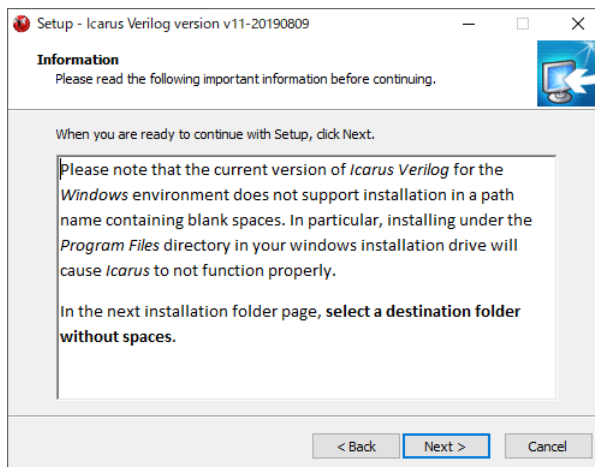 Setup - Icarus Verilog version v11-20190809
Information
Please read the following important information before continuing.
When you are ready to continue with Setup, click Next.
Please note that the current version of Icarus Verilog for the
Windows environment does not support installation in a path
name containing blank spaces. In particular, installing under the
Program Files directory in your windows installation drive will
cause Icarus to not function properly.
In the next installation folder page, select a destination folder
without spaces.
< Back
Next >
Cancel